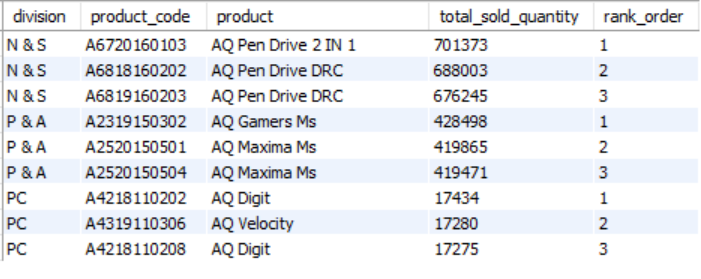 division product_code product total_sold_quantity rank_order
N & S A6720160103 AQ Pen Drive 2 IN 1 701373 1
N & S A6818160202 AQ Pen Drive DRC 688003 2
N & S A6819160203 AQ Pen Drive DRC 676245 3
P & A A2319150302 AQ Gamers Ms 428498 1
P & A A2520150501 AQ Maxima Ms 419865 2
P & A A2520150504 AQ Maxima Ms 419471 3
PC A4218110202 AQ Digit 17434 1
PC A4319110306 AQ Velocity 17280 2
PC A4218110208 AQ Digit 17275 3